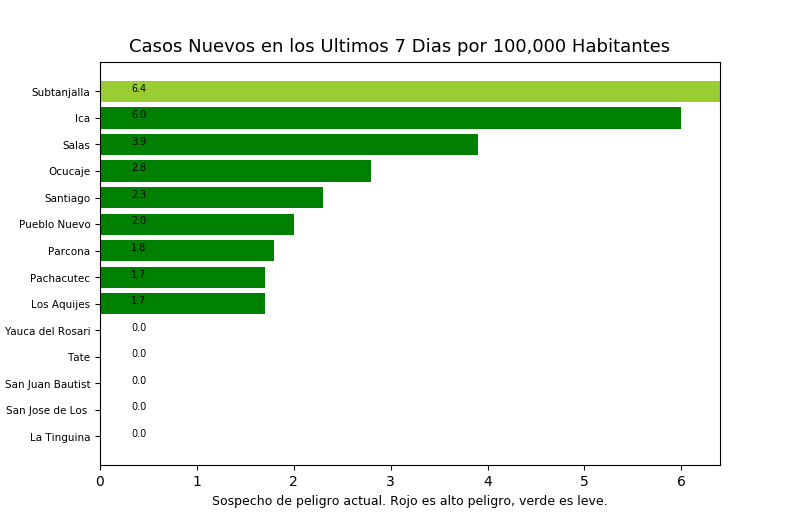 Casos Nuevos en los Ultimos 7 Dias por 100,000 Habitantes
Subtanjalla 6.4
Ica 6.0
Salas 3.9
Ocucaje 2.8
Santiago 2.3
Pueblo Nuevo 2.0
Parcona 1.8
Pachacutec 1.7
Los Aquijes 1.7
Yauca del Rosari 0.0
Tate 0.0
San Juan Bautist 0.0
San Jose de Los 0.0
La Tinguina 0.0
0 1 2 3 4 5 6
Sospecho de peligro actual. Rojo es alto peligro, verde es leve.